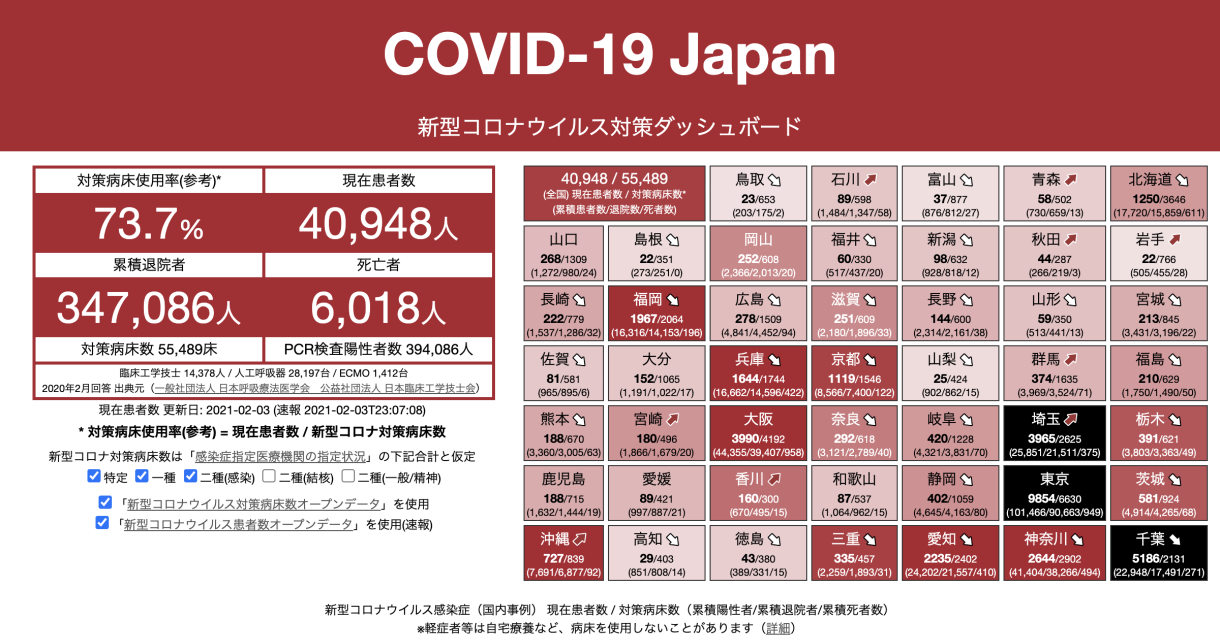 COVID-19 Japan
新型コロナウイルス対策ダッシュボード
対策病床使用率(参考)*
現在患者数
73.7%
40,948人
累積退院者
死亡者
347,086人
6,018人
対策病床数 55,489床
PCR検査陽性者数 394,086人
臨床工学技士 14,378人 / 人工呼吸器 28,197台 / ECMO 1,412台
2020年2月回答 出典元（一般社団法人 日本呼吸療法医学会　公益社団法人 日本臨床工学技士会）
現在患者数 更新日: 2021-02-03 (速報 2021-02-03T23:07:08)
* 対策病床使用率(参考) = 現在患者数 / 新型コロナ対策病床数
新型コロナ対策病床数は「感染症指定医療機関の指定状況」の下記合計と仮定
特定 一種 二種(感染) 二種(結核) 二種(一般/精神)
「新型コロナウイルス対策病床数オープンデータ」を使用
「新型コロナウイルス患者数オープンデータ」を使用(速報)
40,948 / 55,489
(全国) 現在患者数 / 対策病床数*
(累積患者数/退院数/死者数)
鳥取
23/653
(203/175/2)
石川
89/598
(1,484/1,347/58)
富山
37/877
(876/812/27)
青森
58/502
(730/659/13)
北海道
1250/3646
(17,720/15,859/611)
山口
268/1309
(1,272/980/24)
島根
22/351
(273/251/0)
岡山
252/608
(2,366/2,013/20)
福井
60/330
(517/437/20)
新潟
98/632
(928/818/12)
秋田
44/287
(266/219/3)
岩手
22/766
(505/455/28)
長崎
222/779
(1,537/1,286/32)
福岡
1967/2064
(16,316/14,153/196)
広島
278/1509
(4,841/4,452/94)
滋賀
251/609
(2,180/1,896/33)
長野
144/600
(2,314/2,161/38)
山形
59/350
(513/441/13)
宮城
213/845
(3,431/3,196/22)
佐賀
81/581
(965/895/6)
大分
152/1065
(1,191/1,022/17)
兵庫
1644/1744
(16,662/14,596/422)
京都
1119/1546
(8,566/7,400/122)
山梨
25/424
(902/862/15)
群馬
374/1635
(3,969/3,524/71)
福島
210/629
(1,750/1,490/50)
熊本
188/670
(3,360/3,005/63)
宮崎
180/496
(1,866/1,679/20)
大阪
3990/4192
(44,355/39,407/958)
奈良
292/618
(3,121/2,789/40)
岐阜
420/1228
(4,321/3,831/70)
埼玉
3965/2625
(25,851/21,511/375)
栃木
391/621
(3,803/3,363/49)
鹿児島
188/715
(1,632/1,444/19)
愛媛
89/421
(997/887/21)
香川
160/300
(670/495/15)
和歌山
87/537
(1,064/962/15)
静岡
402/1059
(4,645/4,163/80)
東京
9854/6630
(101,466/90,663/949)
茨城
581/924
(4,914/4,265/68)
沖縄
727/839
(7,691/6,877/92)
高知
29/403
(851/808/14)
徳島
43/380
(389/331/15)
三重
335/457
(2,259/1,893/31)
愛知
2235/2402
(24,202/21,557/410)
神奈川
2644/2902
(41,404/38,266/494)
千葉
5186/2131
(22,948/17,491/271)
新型コロナウイルス感染症（国内事例） 現在患者数 / 対策病床数（累積陽性者/累積退院者/累積死者数）
※軽症者等は自宅療養など、病床を使用しないことがあります（詳細）